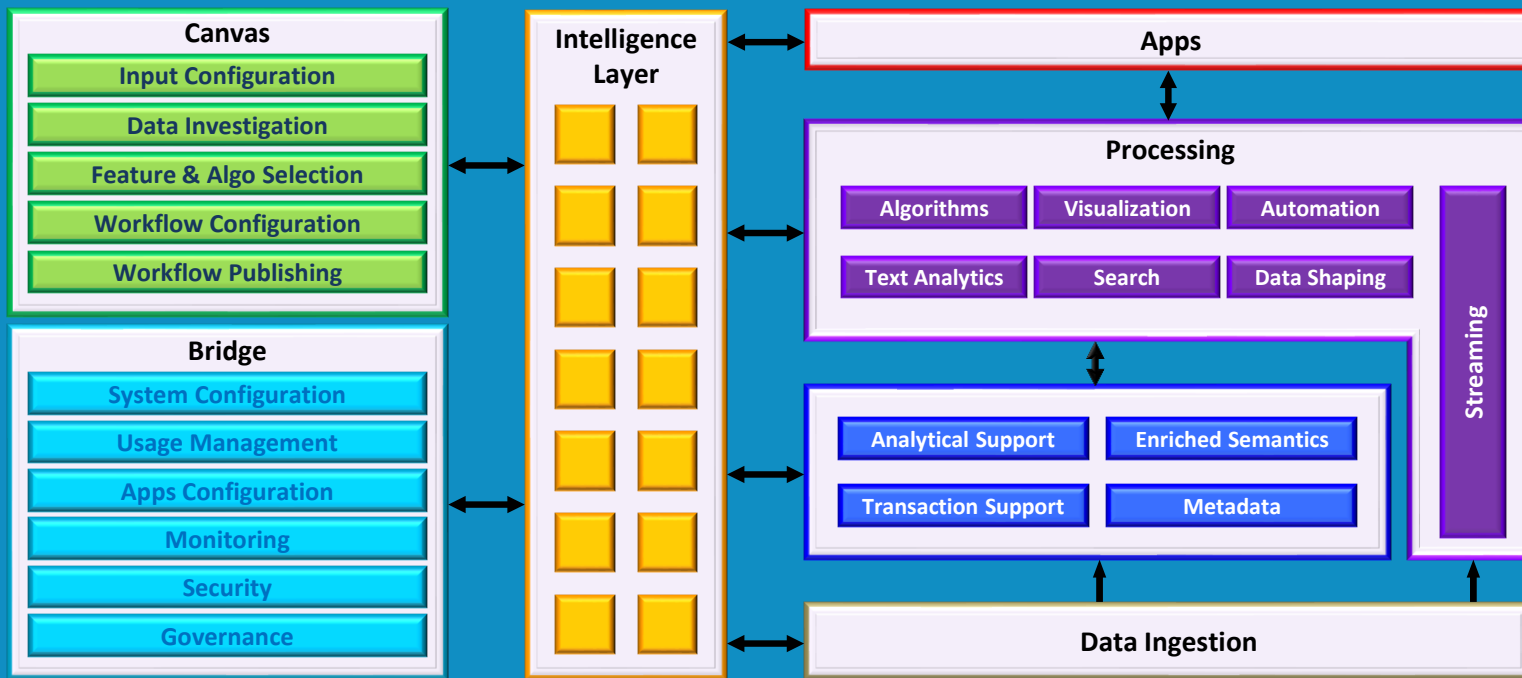 Canvas
Input Configuration
Data Investigation
Feature & Algo Selection
Workflow Configuration
Workflow Publishing
Bridge
System Configuration
Usage Management
Apps Configuration
Monitoring
Security
Governance
Intelligence
Layer
Apps
Processing
Algorithms
Visualization
Automation
Text Analytics
Search
Data Shaping
Streaming
Analytical Support
Enriched Semantics
Transaction Support
Metadata
Data Ingestion